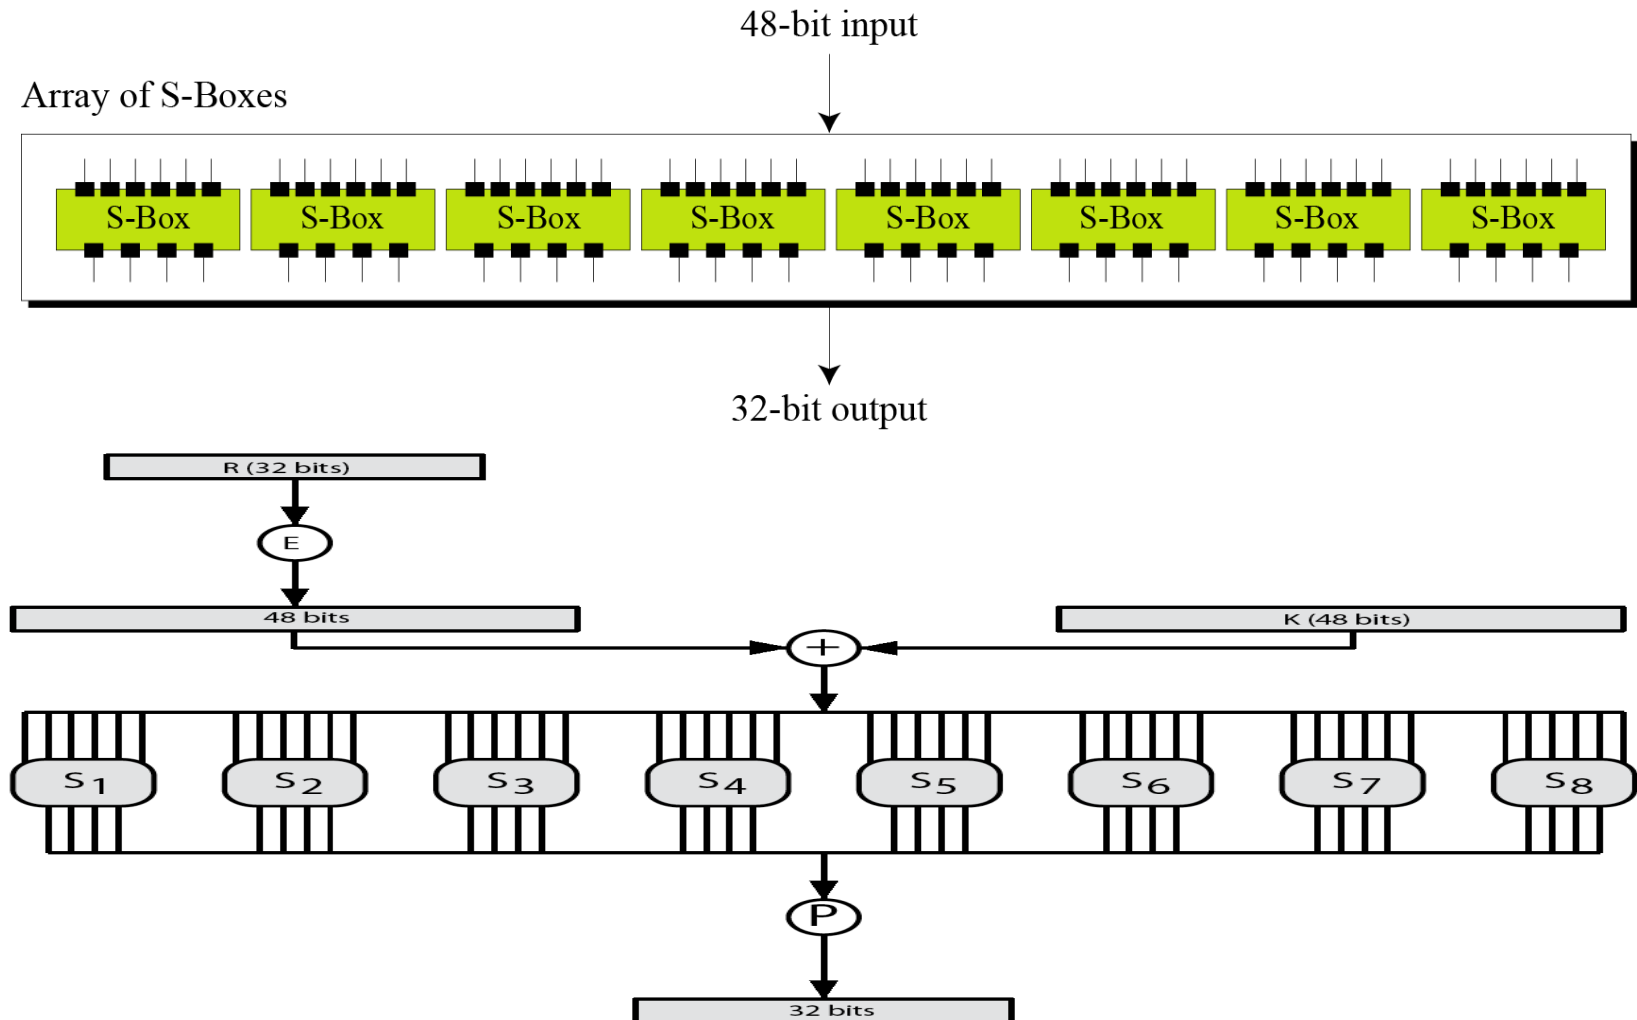 48-bit input
Array of S-Boxes
S-Box S-Box S-Box S-Box S-Box S-Box S-Box S-Box
32-bit output
R (32 bits)
E
48 bits K (48 bits)
+
S1 S2 S3 S4 S5 S6 S7 S8
P
32 bits